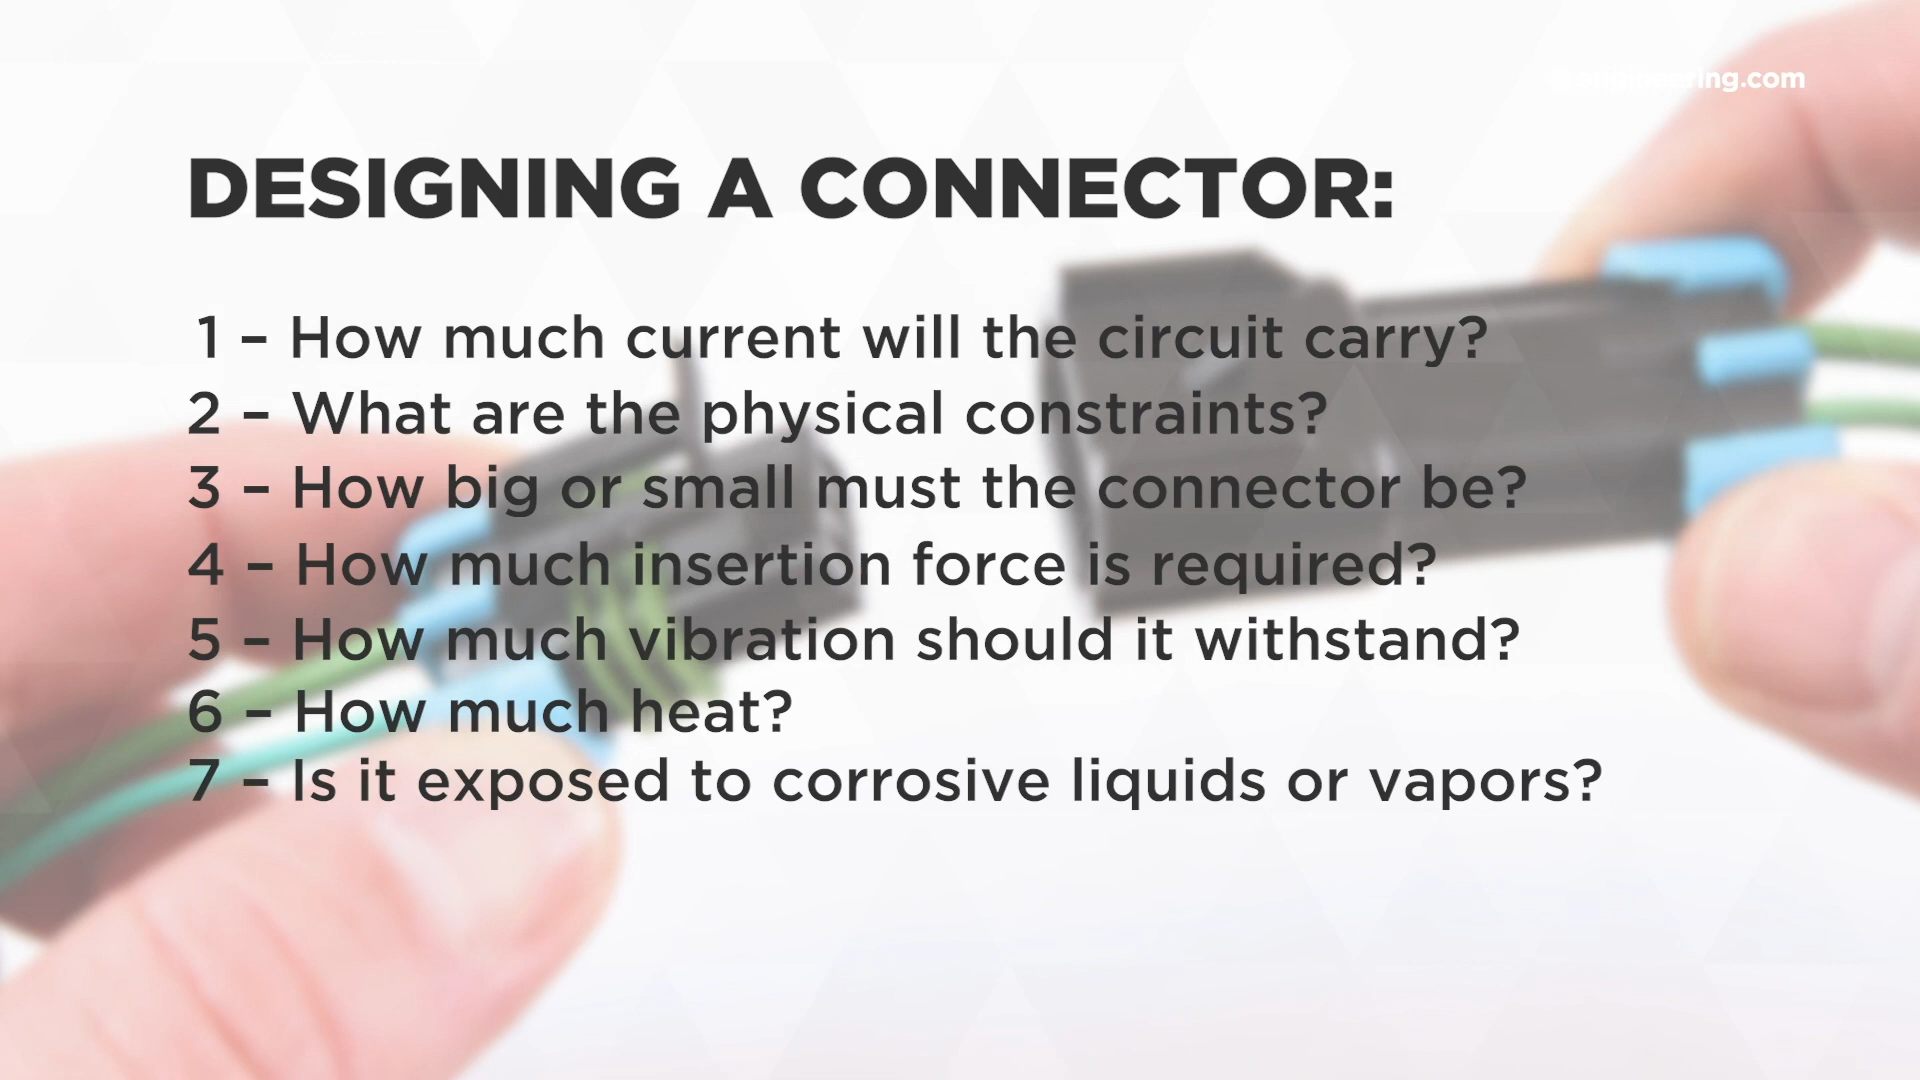 engineering.com
DESIGNING A CONNECTOR:
1 – How much current will the circuit carry?
2 – What are the physical constraints?
3 – How big or small must the connector be?
4 – How much insertion force is required?
5 – How much vibration should it withstand?
6 – How much heat?
7 – Is it exposed to corrosive liquids or vapors?